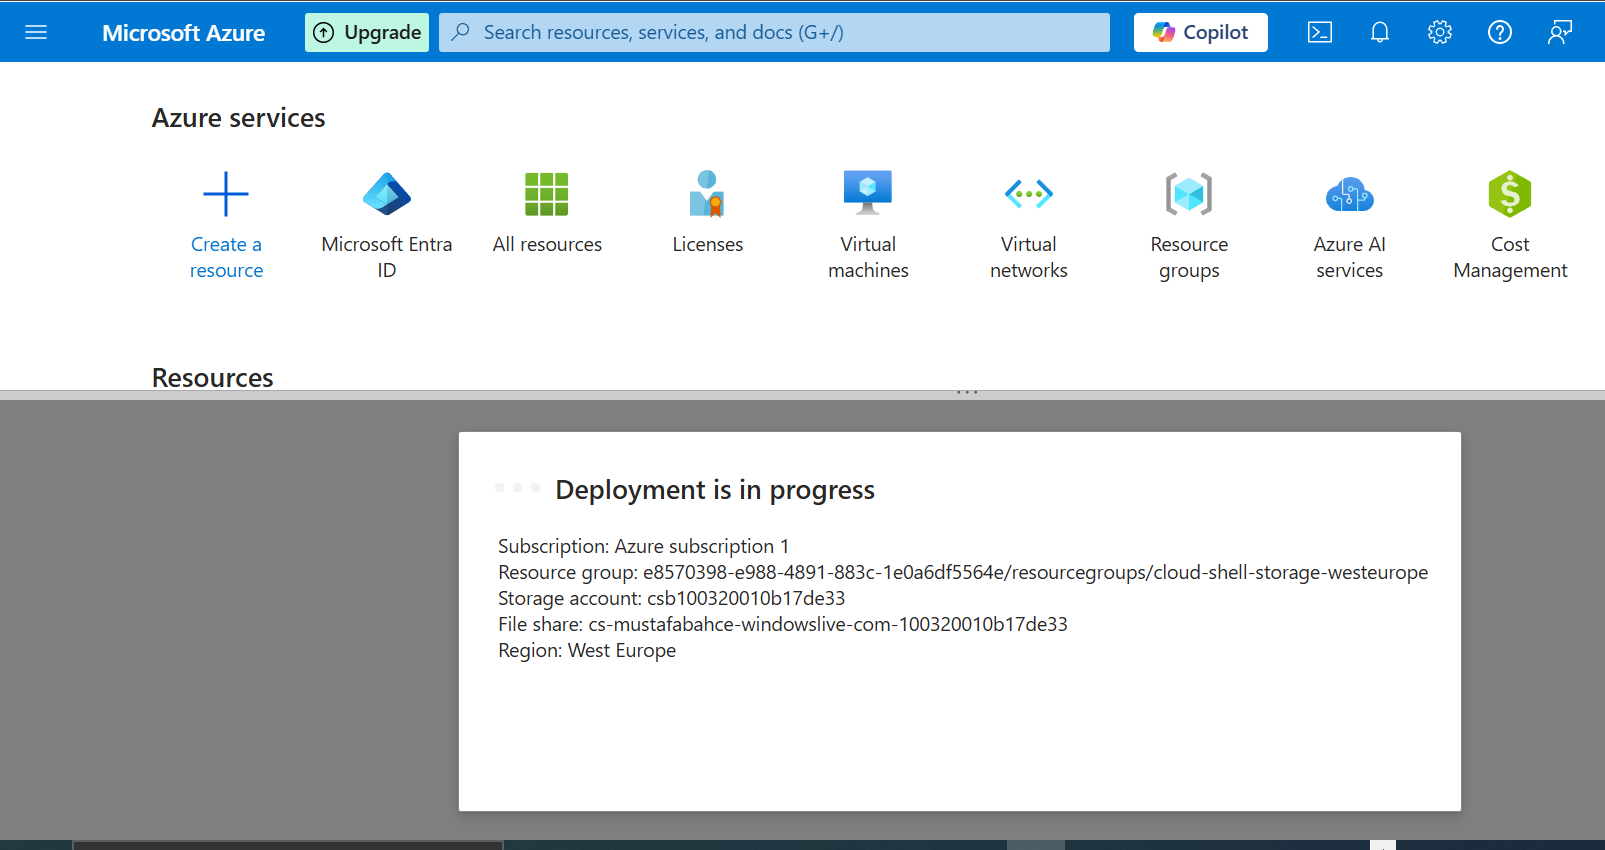 Microsoft Azure
Upgrade
Search resources, services, and docs (G+/)
Copilot
Azure services
Create a
resource
Microsoft Entra
ID
All resources
Licenses
Virtual
machines
Virtual
networks
Resource
groups
Azure AI
services
Cost
Management
Resources
Deployment is in progress
Subscription: Azure subscription 1
Resource group: e8570398-e988-4891-883c-1e0a6df5564e/resourcegroups/cloud-shell-storage-westeurope
Storage account: csb100320010b17de33
File share: cs-mustafabahce-windowslive-com-100320010b17de33
Region: West Europe